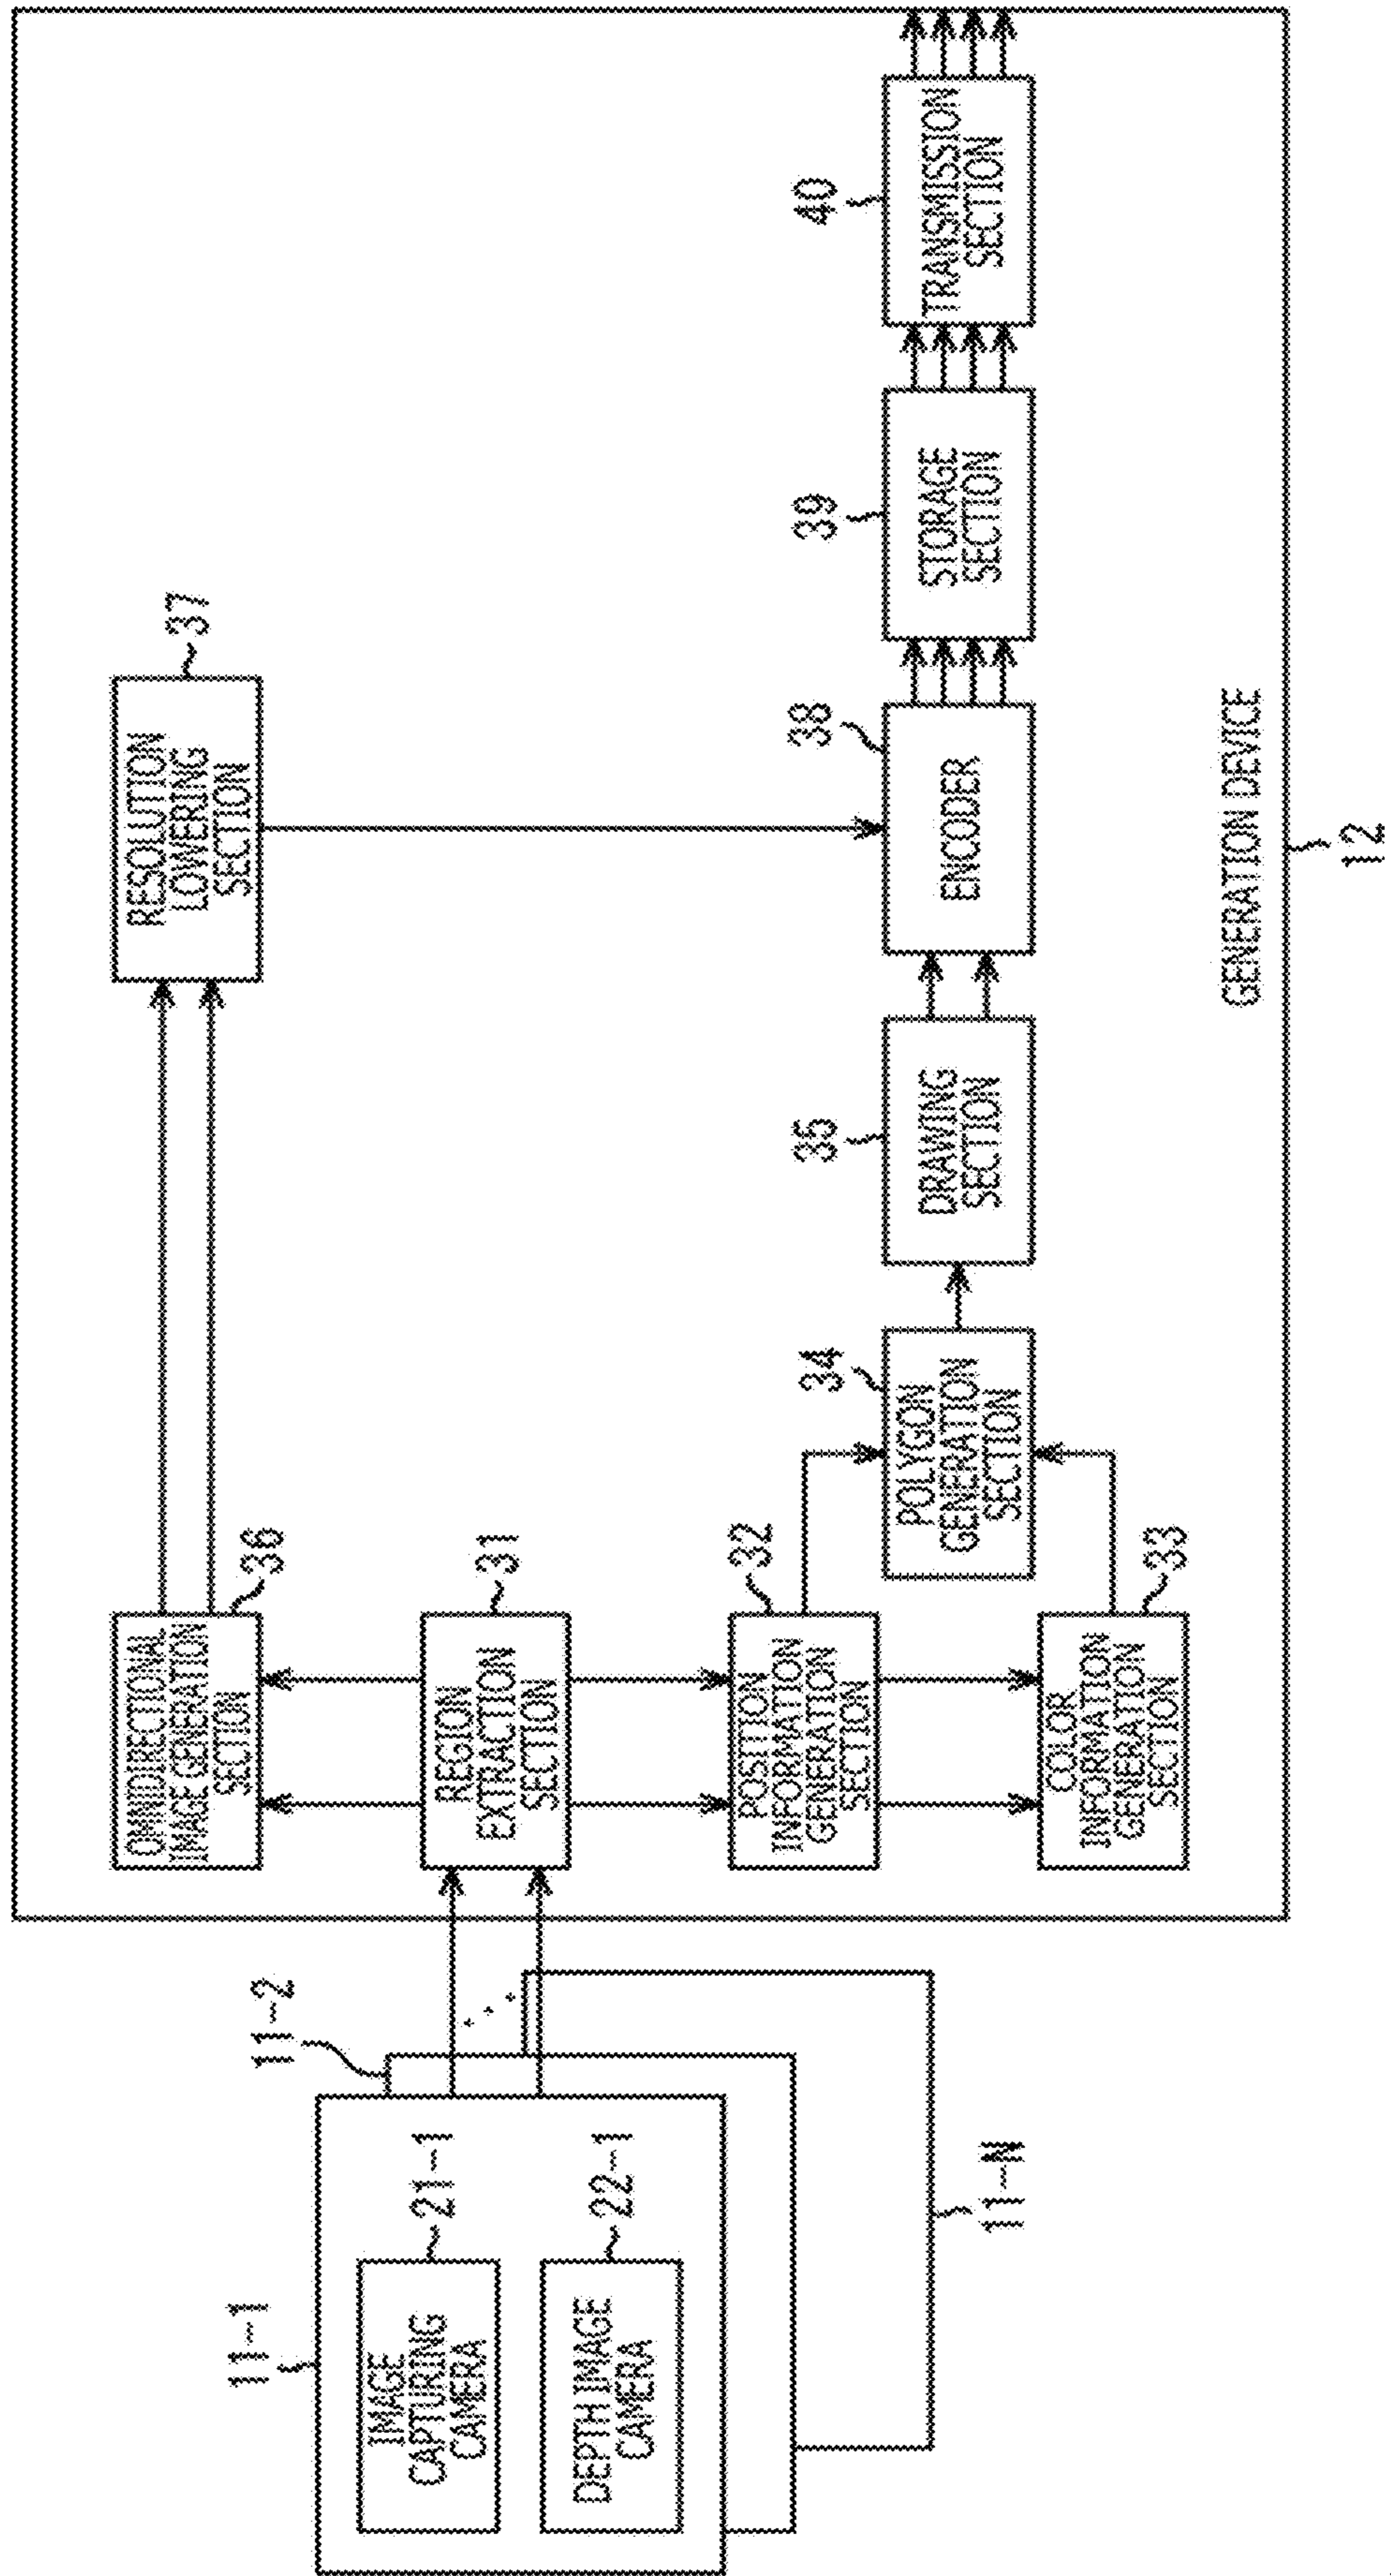 11-1
IMAGE
CAPTURING
CAMERA
21-1
DEPTH IMAGE
CAMERA
22-1
11-2
11-N
OMNIDIRECTIONAL
IMAGE GENERATION
SECTION
36
REGION
EXTRACTION
SECTION
31
POSITION
INFORMATION
GENERATION
SECTION
32
COLOR
INFORMATION
GENERATION
SECTION
33
POLYGON
GENERATION
SECTION
34
DRAWING
SECTION
35
RESOLUTION
LOWERING
SECTION
37
ENCODER
38
STORAGE
SECTION
39
TRANSMISSION
SECTION
40
GENERATION DEVICE
12